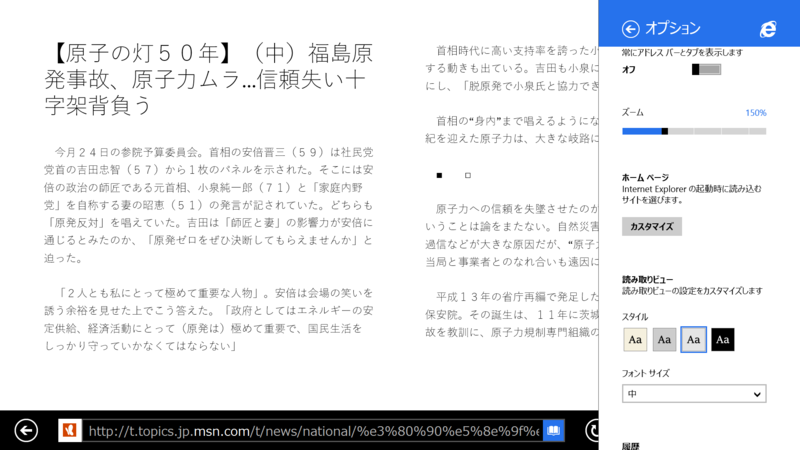 【原子の灯５０年】（中）福島原
発事故、原子力ムラ...信頼失い十
字架背負う
今月２４日の参院予算委員会。首相の安倍晋三（５９）は社民党
党首の吉田忠智（５７）から１枚のパネルを示された。そこには安
倍の政治の師匠である元首相、小泉純一郎（７１）と「家庭内野
党」を自称する妻の昭恵（５１）の発言が記されていた。どちらも
「原発反対」を唱えていた。吉田は「師匠と妻」の影響力が安倍に
通じるとみたのか、「原発ゼロをぜひ決断してもらえませんか」と
迫った。
「２人とも私にとって極めて重要な人物」。安倍は会場の笑いを
誘う余裕を見せた上でこう答えた。「政府としてはエネルギーの安
定供給、経済活動にとって（原発は）極めて重要で、国民生活を
しっかり守っていかなくてはならない」
首相時代に高い支持率を誇った小
する動きも出ている。吉田も小泉に
にし、「脱原発で小泉氏と協力でき
首相の“身内”まで唱えるようにな
紀を迎えた原子力は、大きな岐路に
■ □
原子力への信頼を失墜させたのが
いうことは論をまたない。自然災害
過信などが大きな原因だが、“原子力
当局と事業者とのなれ合いも遠因に
平成１３年の省庁再編で発足した
保安院。その誕生は、１１年に茨城
故を教訓に、原子力規制専門組織の
オプション
常にアドレス バーとタブを表示します
オフ
ズーム 150%
ホーム ページ
Internet Explorer の起動時に読み込む
サイトを選びます。
カスタマイズ
読み取りビュー
読み取りビューの設定をカスタマイズします
スタイル
Aa Aa Aa Aa
フォント サイズ
中
履歴
http://t.topics.jp.msn.com/t/news/national/%e3%80%90%e5%8e%9f%e